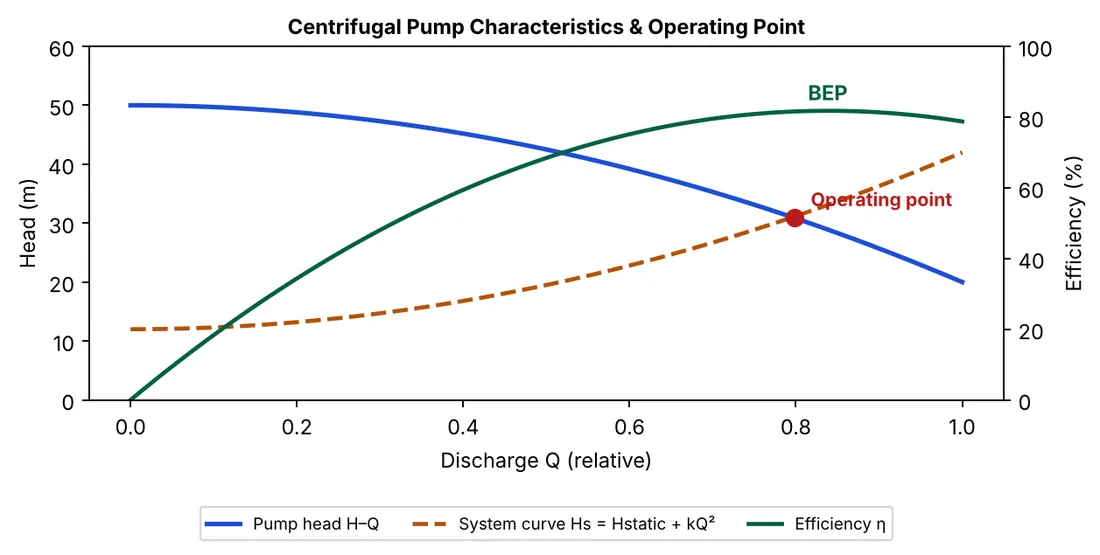 Centrifugal Pump Characteristics & Operating Point
Head (m)
60
50
40
30
20
10
0
BEP
Operating point
100
80
60
40
20
0
Efficiency (%)
0.0 0.2 0.4 0.6 0.8 1.0
Discharge Q (relative)
Pump head H–Q System curve Hs = Hstatic + kQ² Efficiency η